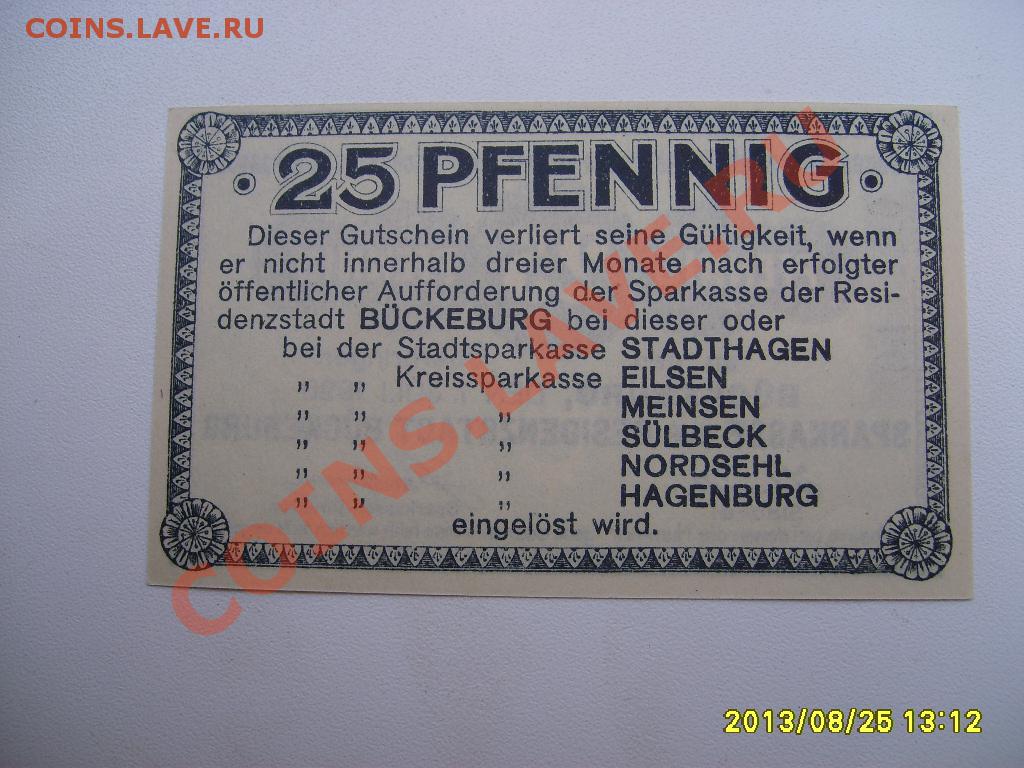 COINS.LAVE.RU
25 PFENNIG
Dieser Gutschein verliert seine Gültigkeit, wenn
er nicht innerhalb dreier Monate nach erfolgter
öffentlicher Aufforderung der Sparkasse der Resi-
denzstadt BÜCKEBURG bei dieser oder
bei der Stadtsparkasse STADTHAGEN
„ „ Kreissparkasse EILSEN
„ „ „ MEINSEN
„ „ „ SÜLBECK
„ „ „ NORDSEHL
„ „ „ HAGENBURG
eingelöst wird.
COINS.LAVE.RU
2013/08/25 13:12